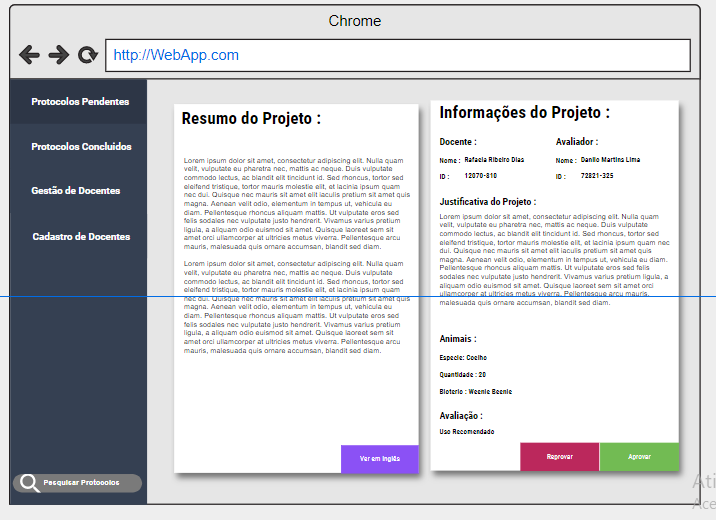 Chrome
http://WebApp.com
Protocolos Pendentes
Protocolos Concluidos
Gestão de Docentes
Cadastro de Docentes
Pesquisar Protocolos
Resumo do Projeto :
Lorem ipsum dolor sit amet, consectetur adipiscing elit. Nulla quam
velit, vulputate eu pharetra nec, mattis ac neque. Duis vulputate
commodo lectus, ac blandit elit tincidunt id. Sed rhoncus, tortor sed
eleifend tristique, tortor mauris molestie elit, et lacinia ipsum quam
nec dui. Quisque nec mauris sit amet elit iaculis pretium sit amet quis
magna. Aenean velit odio, elementum in tempus ut, vehicula eu
diam. Pellentesque rhoncus aliquam mattis. Ut vulputate eros sed
felis sodales nec vulputate justo hendrerit. Vivamus varius pretium
ligula, a aliquam odio euismod sit amet. Quisque laoreet sem sit
amet orci ullamcorper at ultricies metus viverra. Pellentesque arcu
mauris, malesuada quis ornare accumsan, blandit sed diam.
Lorem ipsum dolor sit amet, consectetur adipiscing elit. Nulla quam
velit, vulputate eu pharetra nec, mattis ac neque. Duis vulputate
commodo lectus, ac blandit elit tincidunt id. Sed rhoncus, tortor sed
eleifend tristique, tortor mauris molestie elit, et lacinia ipsum quam
nec dui. Quisque nec mauris sit amet elit iaculis pretium sit amet quis
magna. Aenean velit odio, elementum in tempus ut, vehicula eu
diam. Pellentesque rhoncus aliquam mattis. Ut vulputate eros sed
felis sodales nec vulputate justo hendrerit. Vivamus varius pretium
ligula, a aliquam odio euismod sit amet. Quisque laoreet sem sit
amet orci ullamcorper at ultricies metus viverra. Pellentesque arcu
mauris, malesuada quis ornare accumsan, blandit sed diam.
Ver em Inglês
Informações do Projeto :
Docente :
Nome : Rafaela Ribeiro Dias
ID : 12070-810
Avaliador :
Nome : Danilo Martins Lima
ID : 72821-325
Justificativa do Projeto :
Lorem ipsum dolor sit amet, consectetur adipiscing elit. Nulla quam
velit, vulputate eu pharetra nec, mattis ac neque. Duis vulputate
commodo lectus, ac blandit elit tincidunt id. Sed rhoncus, tortor sed
eleifend tristique, tortor mauris molestie elit, et lacinia ipsum quam nec
dui. Quisque nec mauris sit amet elit iaculis pretium sit amet quis
magna. Aenean velit odio, elementum in tempus ut, vehicula eu diam.
Pellentesque rhoncus aliquam mattis. Ut vulputate eros sed felis
sodales nec vulputate justo hendrerit. Vivamus varius pretium ligula, a
aliquam odio euismod sit amet. Quisque laoreet sem sit amet orci
ullamcorper at ultricies metus viverra. Pellentesque arcu mauris,
malesuada quis ornare accumsan, blandit sed diam.
Animais :
Especie: Coelho
Quantidade : 20
Bioterio : Weenie Beenie
Avaliação :
Uso Recomendado
Reprovar
Aprovar
Ati
Ace